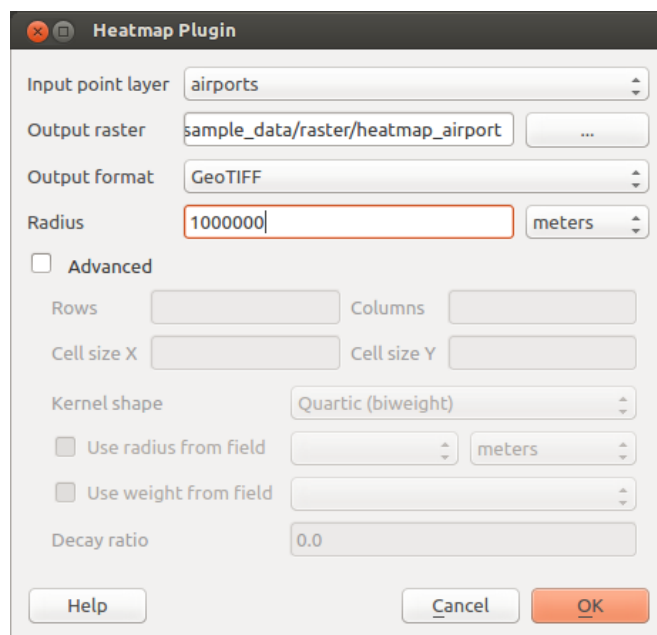 Heatmap Plugin
Input point layer airports
Output raster sample_data/raster/heatmap_airport ...
Output format GeoTIFF
Radius 1000000 meters
Advanced
Rows Columns
Cell size X Cell size Y
Kernel shape Quartic (biweight)
Use radius from field meters
Use weight from field
Decay ratio 0.0
Help Cancel OK